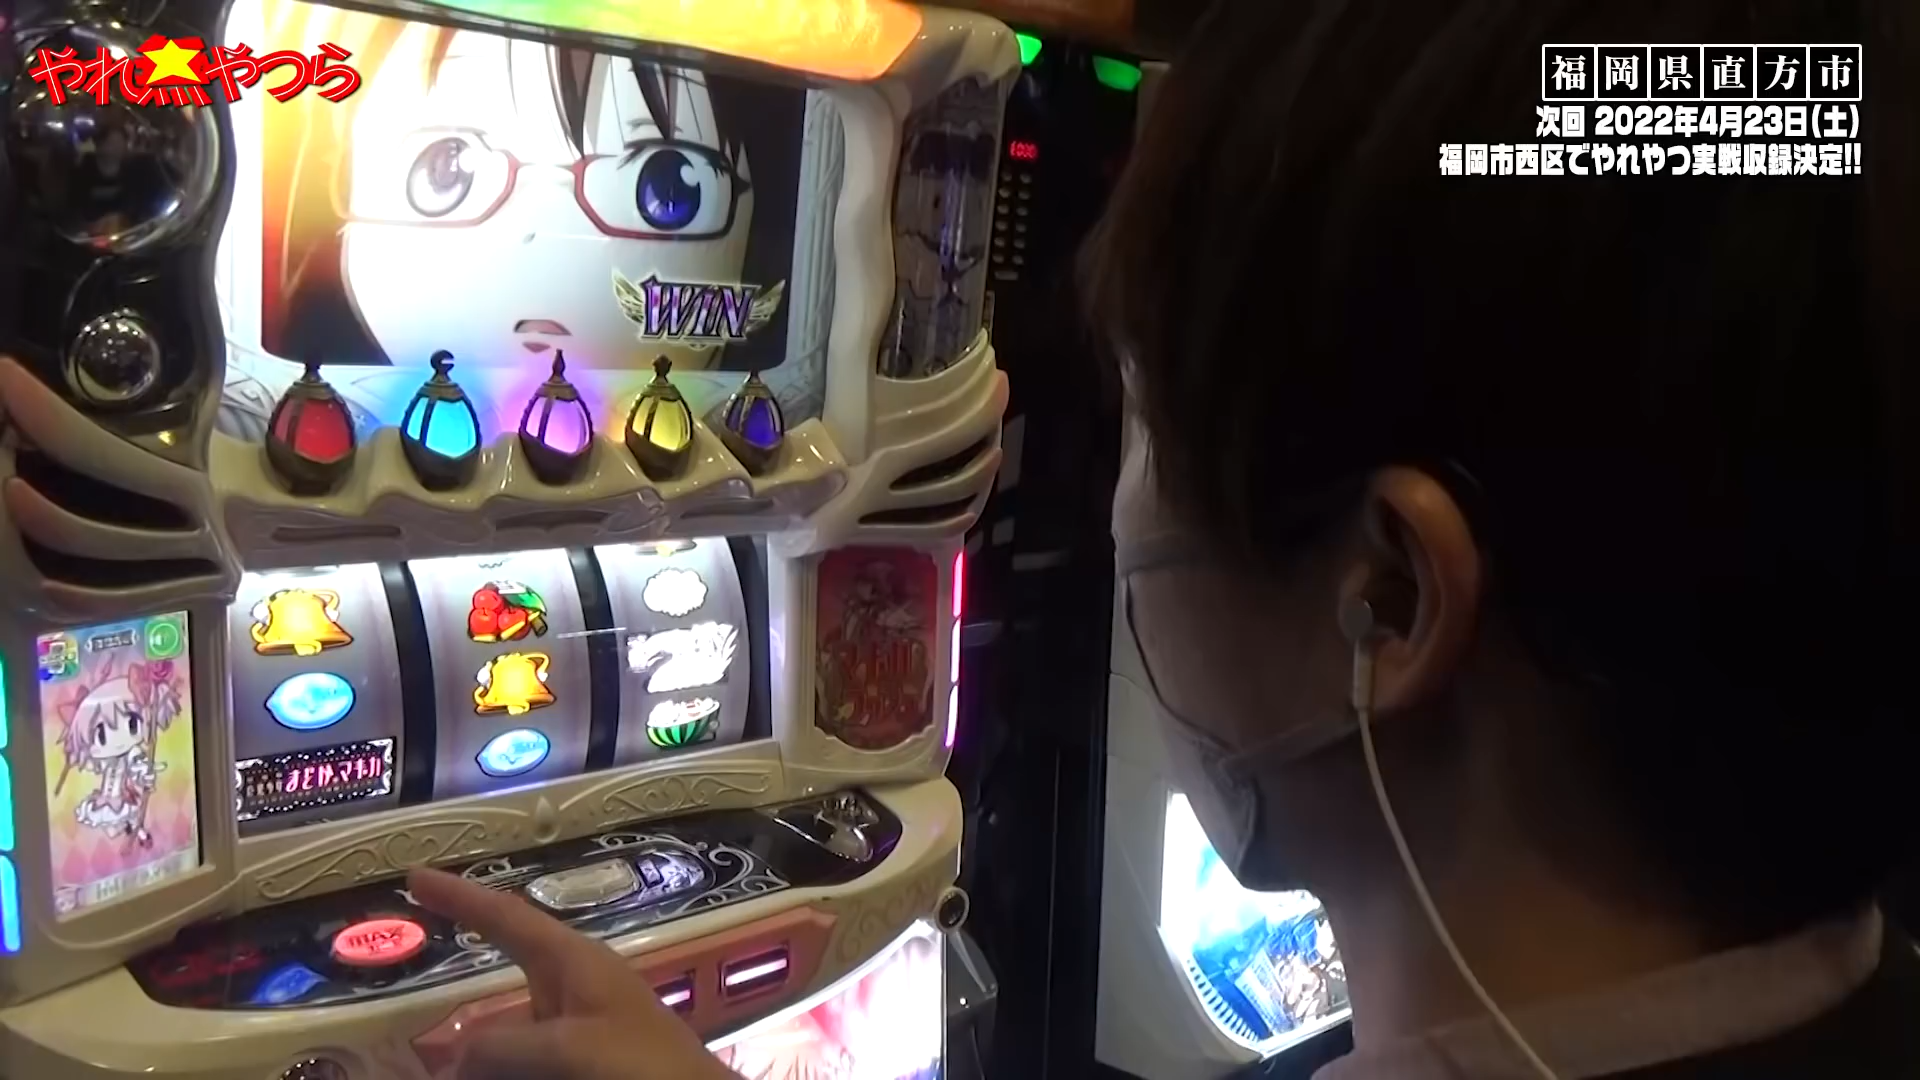 やれ点やつら
福岡県直方市
次回 2022年4月23日(土)
福岡市西区でやれやつ実戦収録決定!!
WIN
まどか☆マギカ
MAX